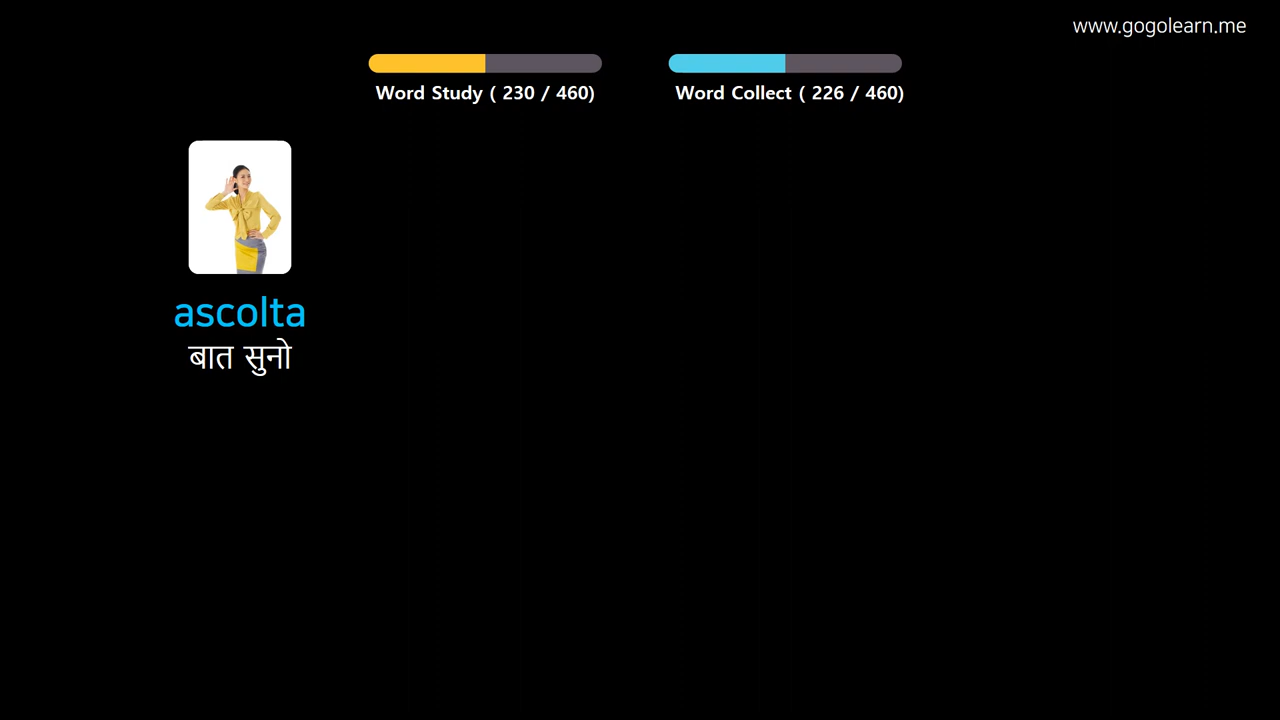 www.gogolearn.me
Word Study ( 230 / 460)
Word Collect ( 226 / 460)
ascolta
बात सुनो